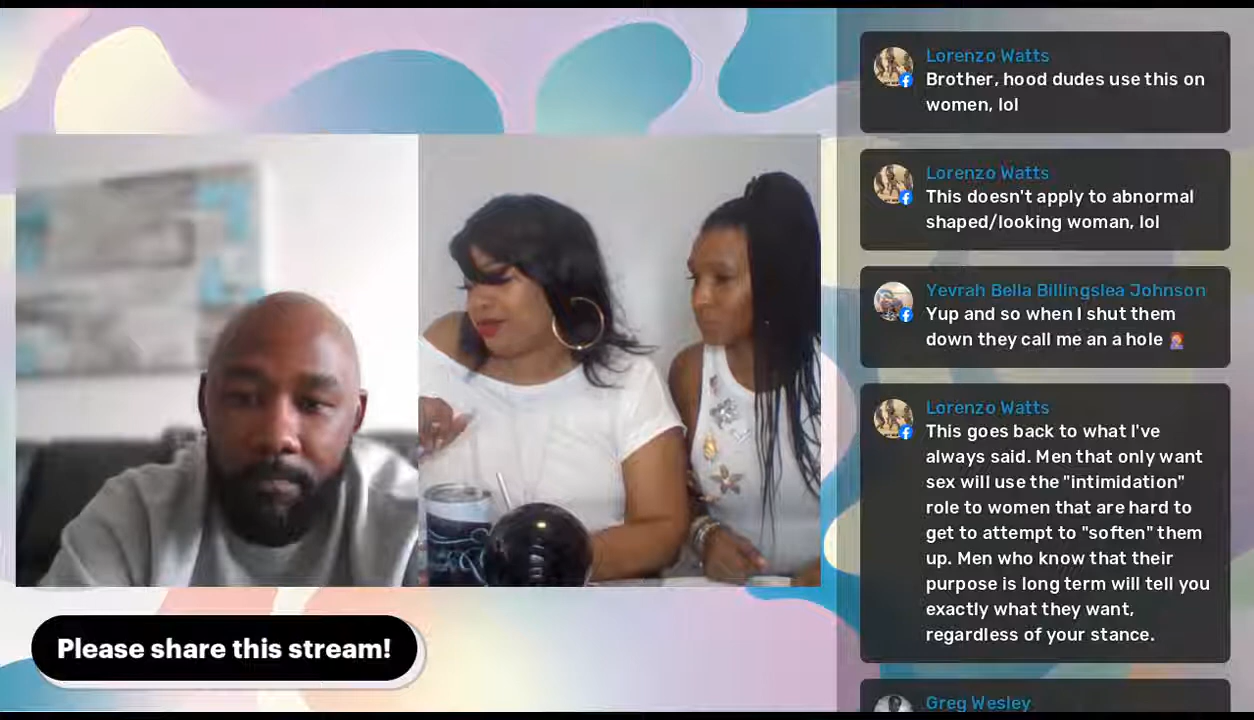 Lorenzo Watts
Brother, hood dudes use this on
women, lol
Lorenzo Watts
This doesn't apply to abnormal
shaped/looking woman, lol
Yevrah Bella Billingslea Johnson
Yup and so when I shut them
down they call me an a hole 🤦
Lorenzo Watts
This goes back to what I've
always said. Men that only want
sex will use the "intimidation"
role to women that are hard to
get to attempt to "soften" them
up. Men who know that their
purpose is long term will tell you
exactly what they want,
regardless of your stance.
Greg Wesley
Please share this stream!